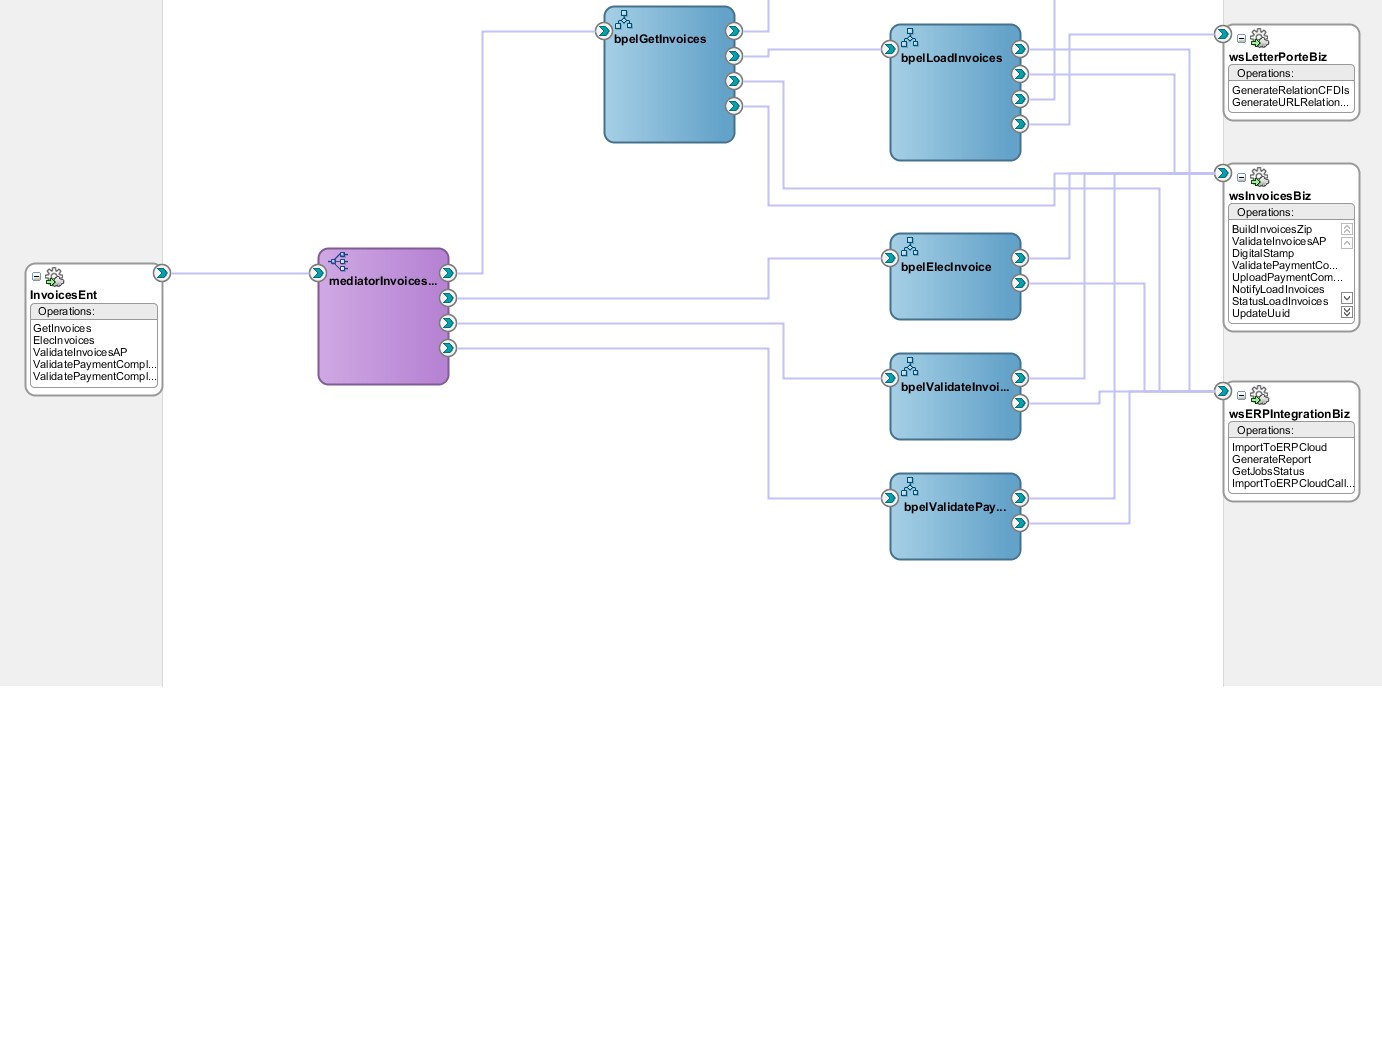 bpelGetInvoices
bpelLoadInvoices
wsLetterPorteBiz
Operations:
GenerateRelationCFDIs
GenerateURLRelation...
wsInvoicesBiz
Operations:
BuildInvoicesZip
ValidateInvoicesAP
DigitalStamp
ValidatePaymentCo...
UploadPaymentCom...
NotifyLoadInvoices
StatusLoadInvoices
UpdateUuid
InvoicesEnt
Operations:
GetInvoices
ElecInvoices
ValidateInvoicesAP
ValidatePaymentCompl...
ValidatePaymentCompl...
mediatorInvoices...
bpelElecInvoice
bpelValidateInvoi...
bpelValidatePay...
wsERPIntegrationBiz
Operations:
ImportToERPCloud
GenerateReport
GetJobsStatus
ImportToERPCloudCall...